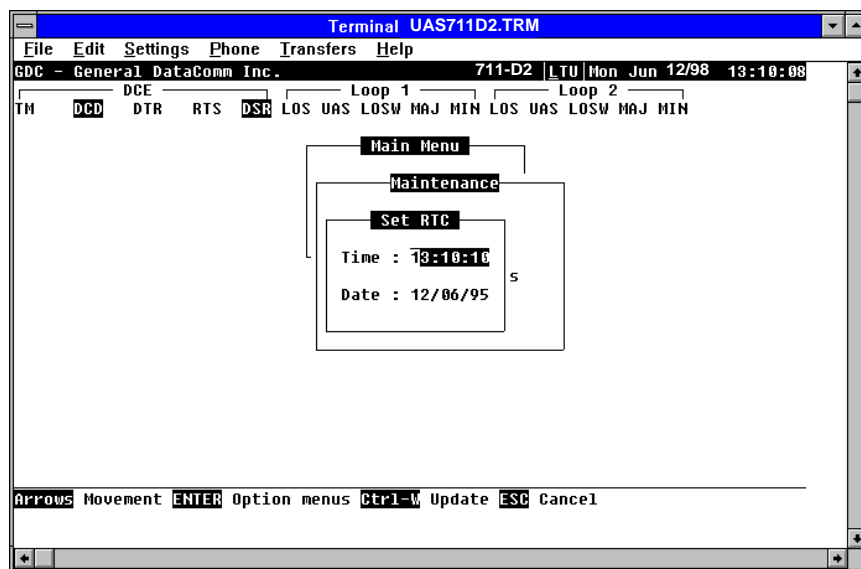 Terminal UAS711D2.TRM
File Edit Settings Phone Transfers Help
GDC - General DataComm Inc. 711-D2 LTU Mon Jun 12/98 13:10:08
DCE Loop 1 Loop 2
TM DCD DTR RTS DSR LOS UAS LOSW MAJ MIN LOS UAS LOSW MAJ MIN
Main Menu
Maintenance
Set RTC
Time : 13:10:10
s
Date : 12/06/95
Arrows Movement ENTER Option menus Ctrl-W Update ESC Cancel